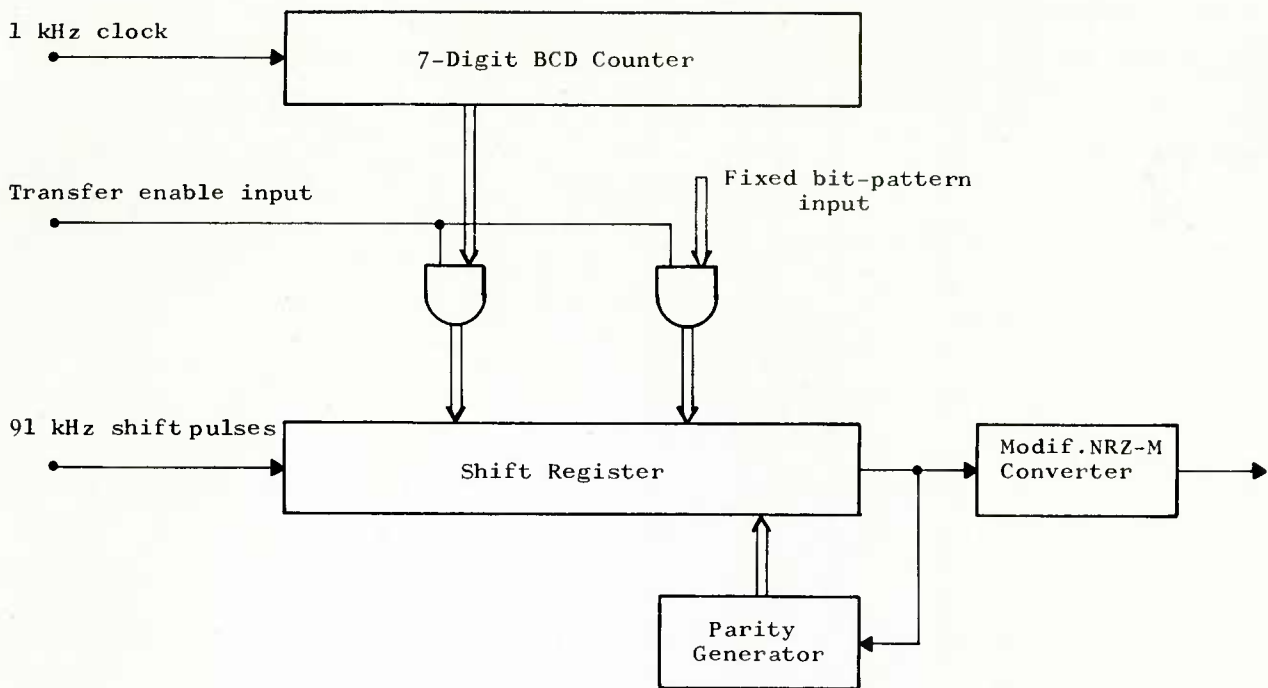 1 kHz clock
7-Digit BCD Counter
Transfer enable input
Fixed bit-pattern
input
91 kHz shift pulses
Shift Register
Modif.NRZ-M
Converter
Parity
Generator